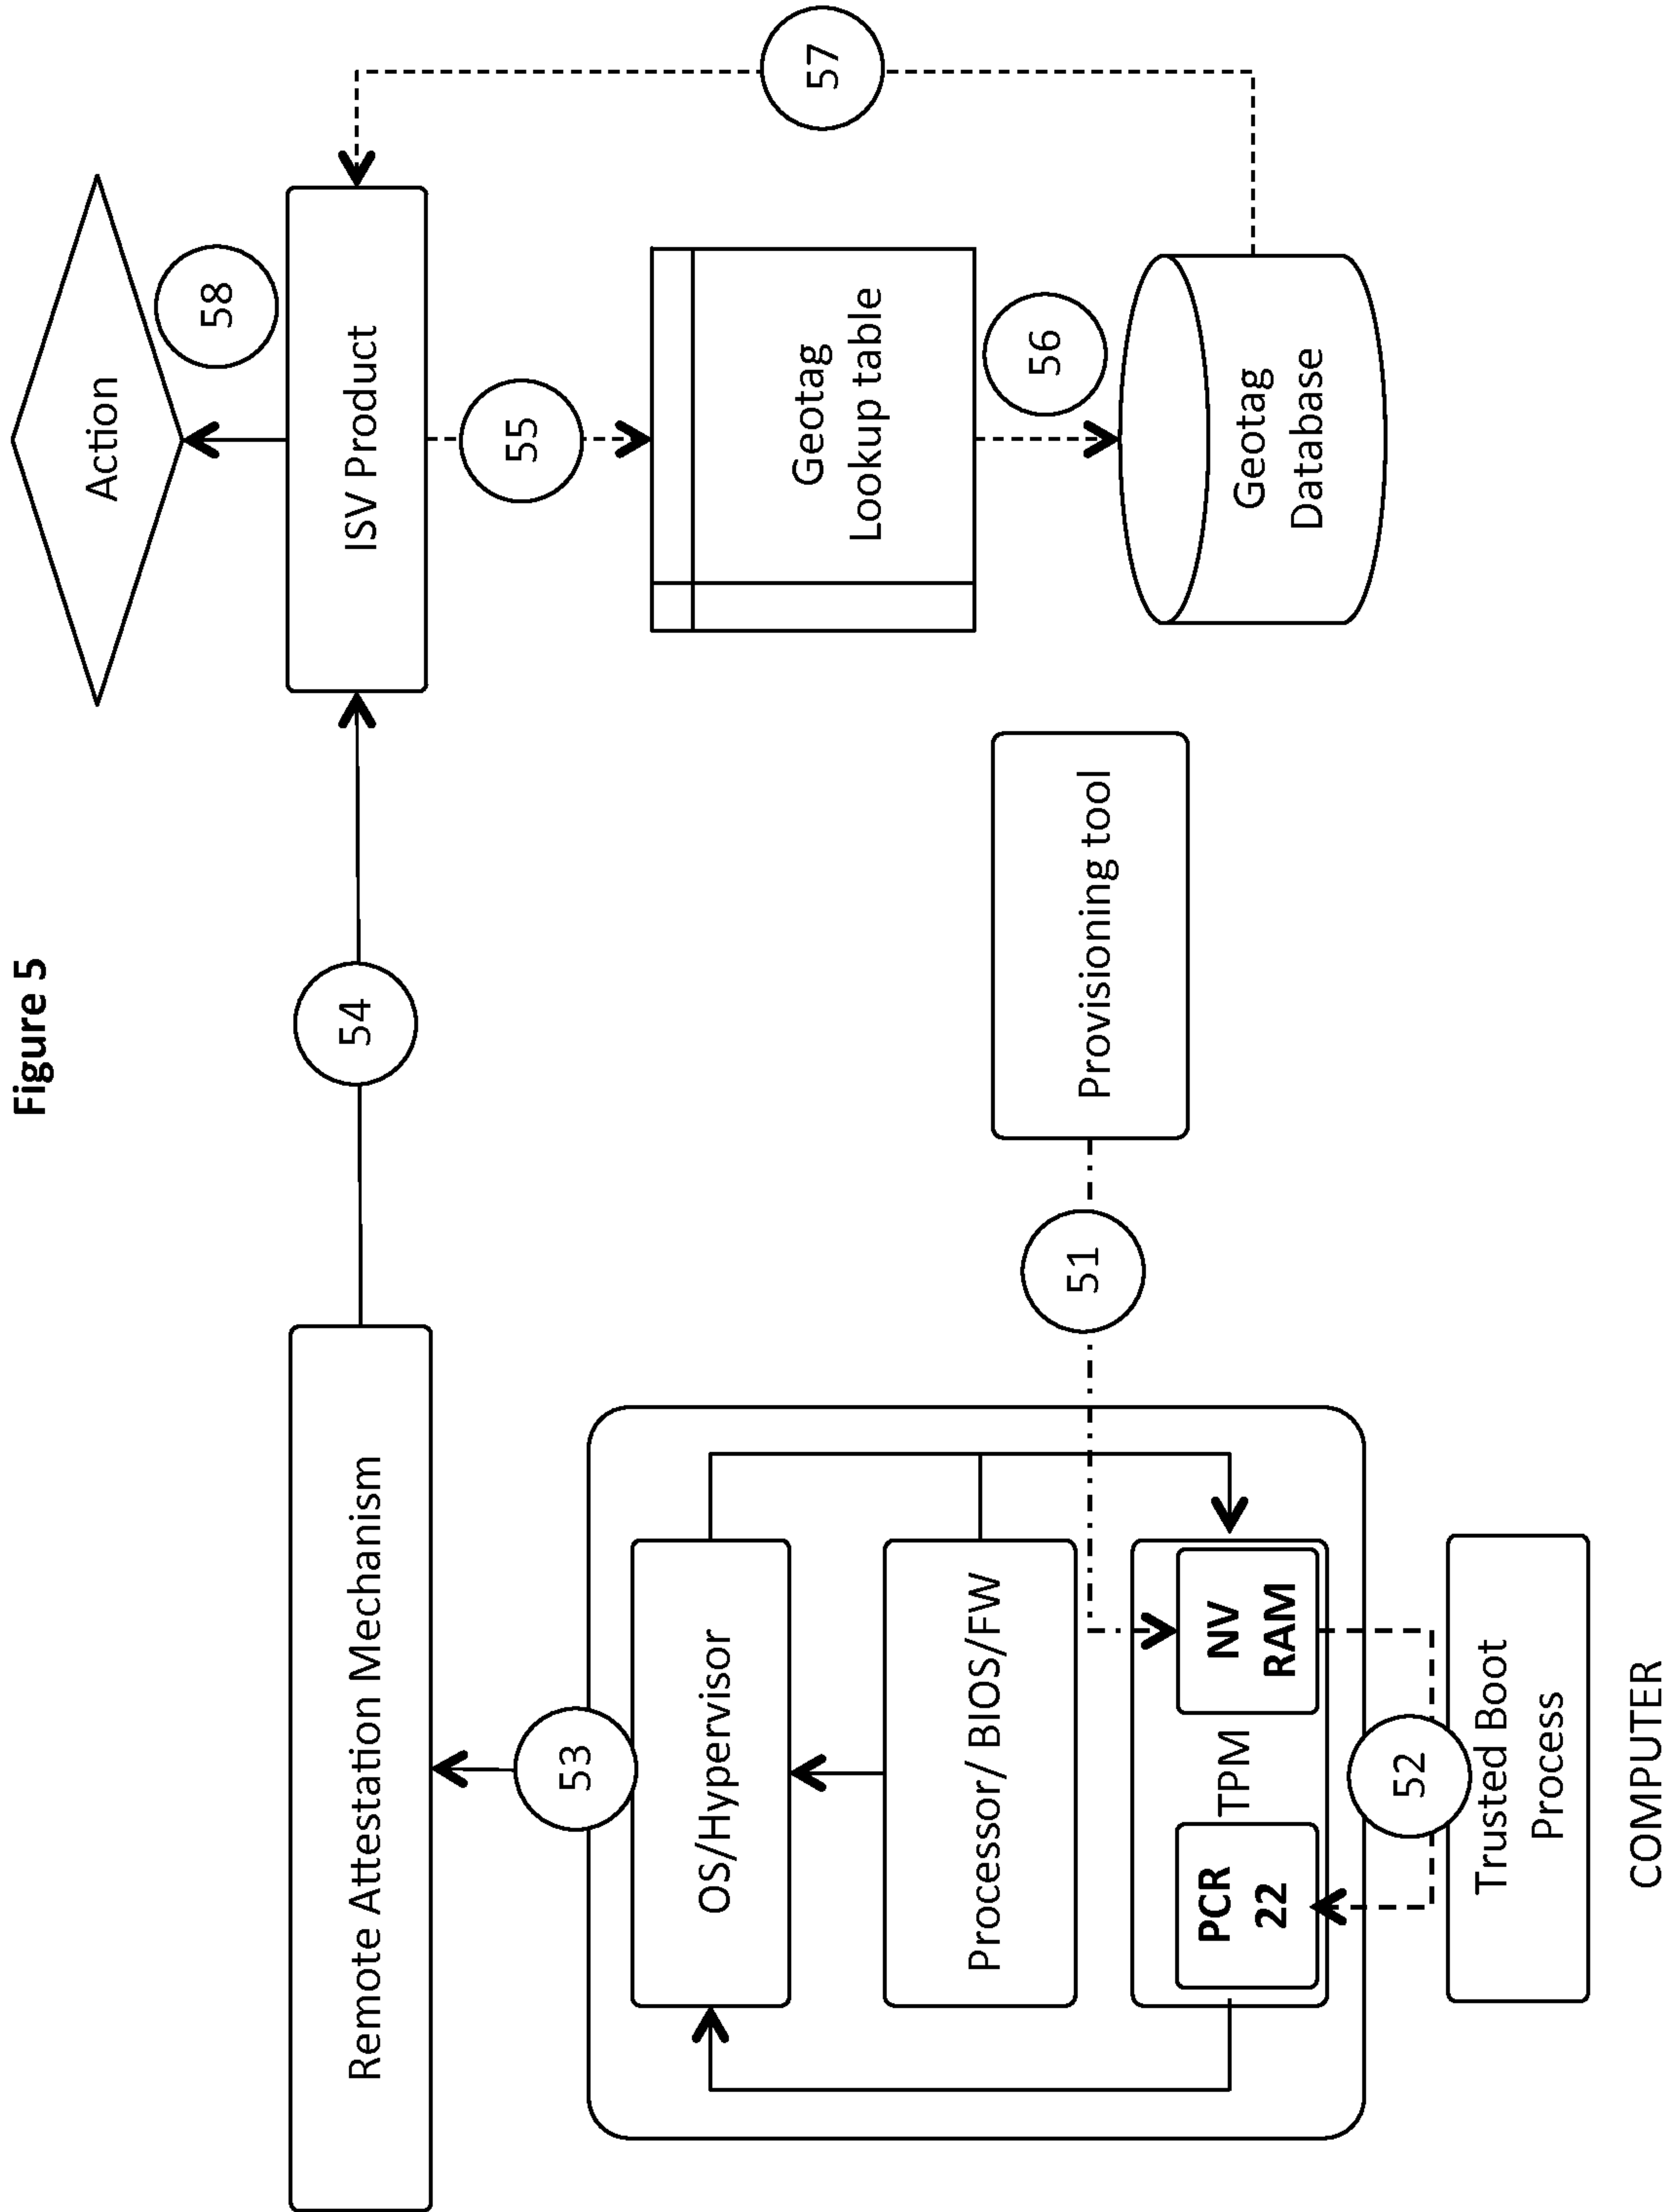 Figure 5
Remote Attestation Mechanism
54
ISV Product
58
Action
53
OS/Hypervisor
Processor/ BIOS/FW
PCR
22
TPM
NV
RAM
52
Trusted Boot
Process
COMPUTER
51
Provisioning tool
55
Geotag
Lookup table
56
Geotag
Database
57